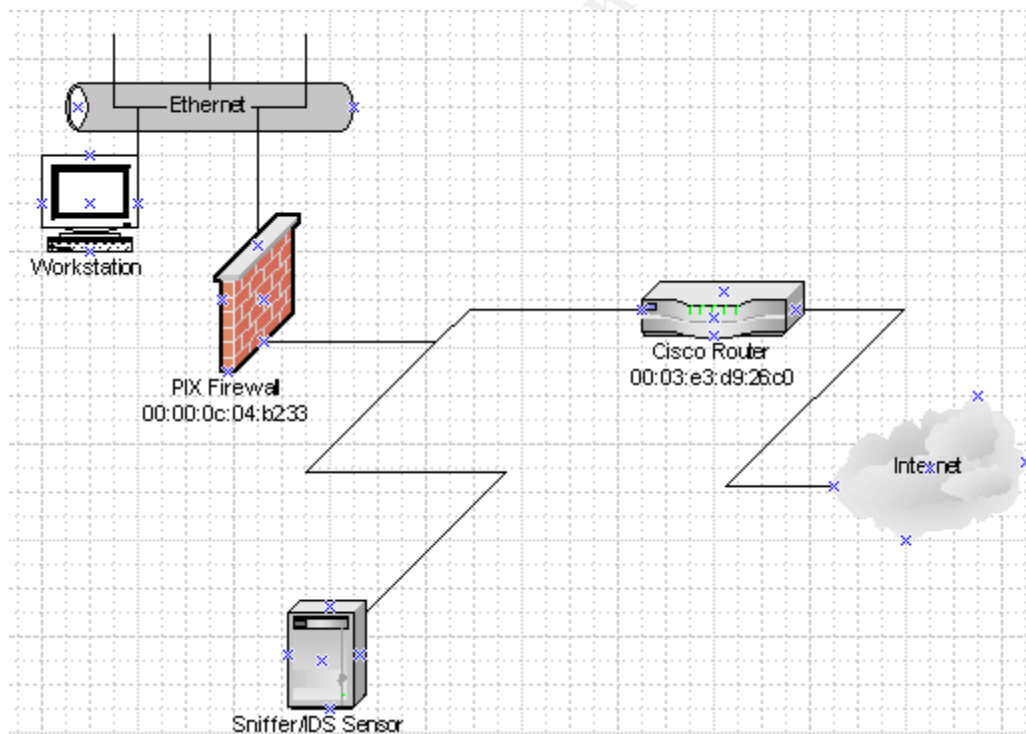 Ethernet
Workstation
PIX Firewall
00:00:0c:04:b233
Cisco Router
00:03:e3:d9:26:c0
Internet
Sniffer/IDS Sensor